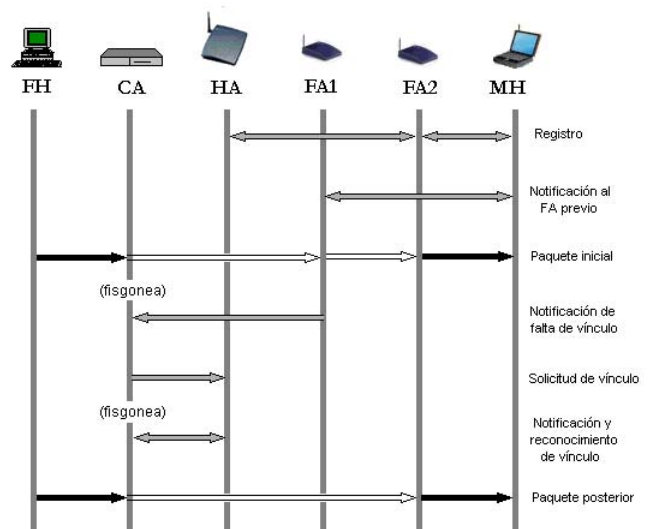 FH CA HA FA1 FA2 MH
Registro
Notificación al
FA previo
Paquete inicial
(fisgonea)
Notificación de
falta de vínculo
Solicitud de vínculo
(fisgonea)
Notificación y
reconocimiento
de vínculo
Paquete posterior